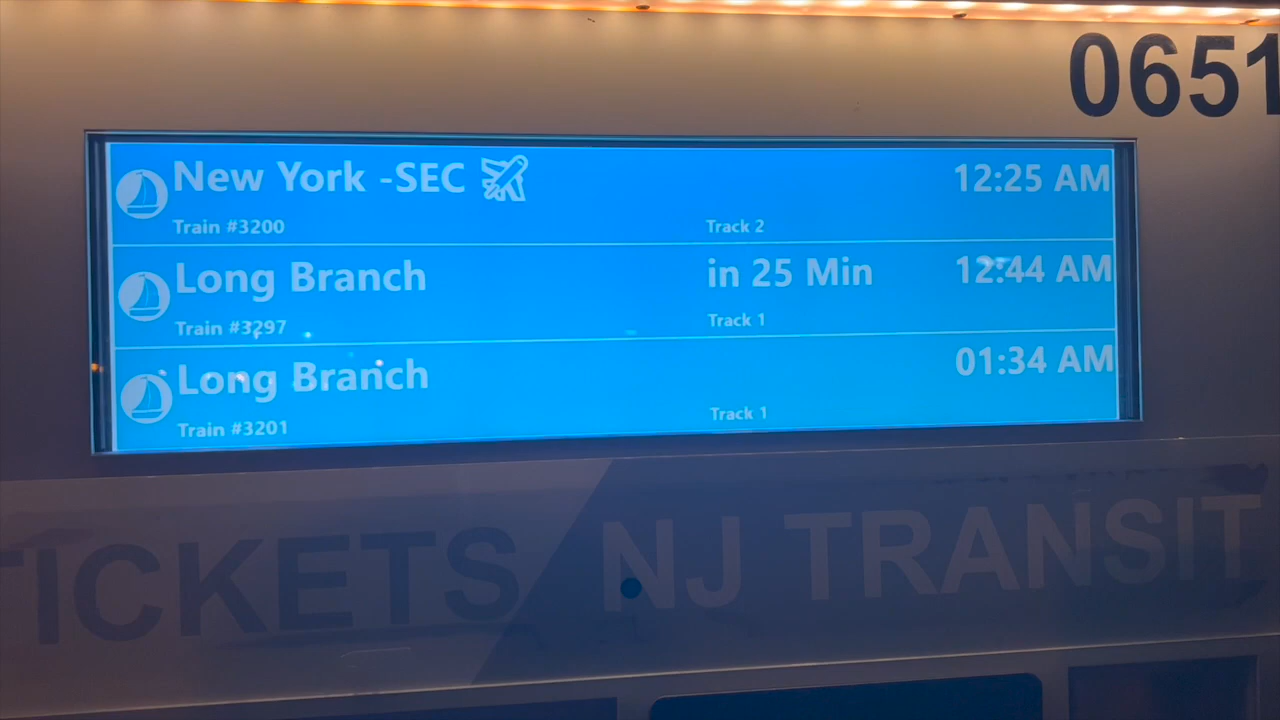 0651
New York -SEC 12:25 AM
Train #3200 Track 2
Long Branch in 25 Min 12:44 AM
Train #3297 Track 1
Long Branch 01:34 AM
Train #3201 Track 1
TICKETS NJ TRANSIT